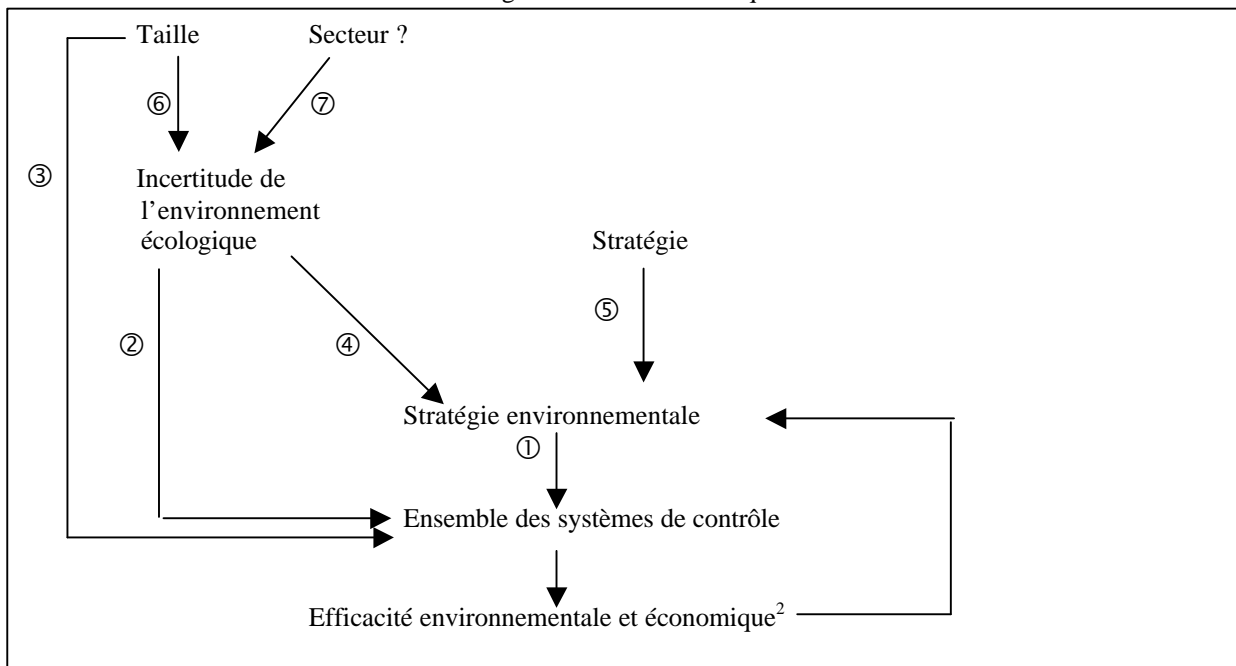 Taille Secteur ?
⑥ ⑦
③
Incertitude de
l’environnement
écologique Stratégie
⑤
② ④
Stratégie environnementale
①
Ensemble des systèmes de contrôle
Efficacité environnementale et économique²